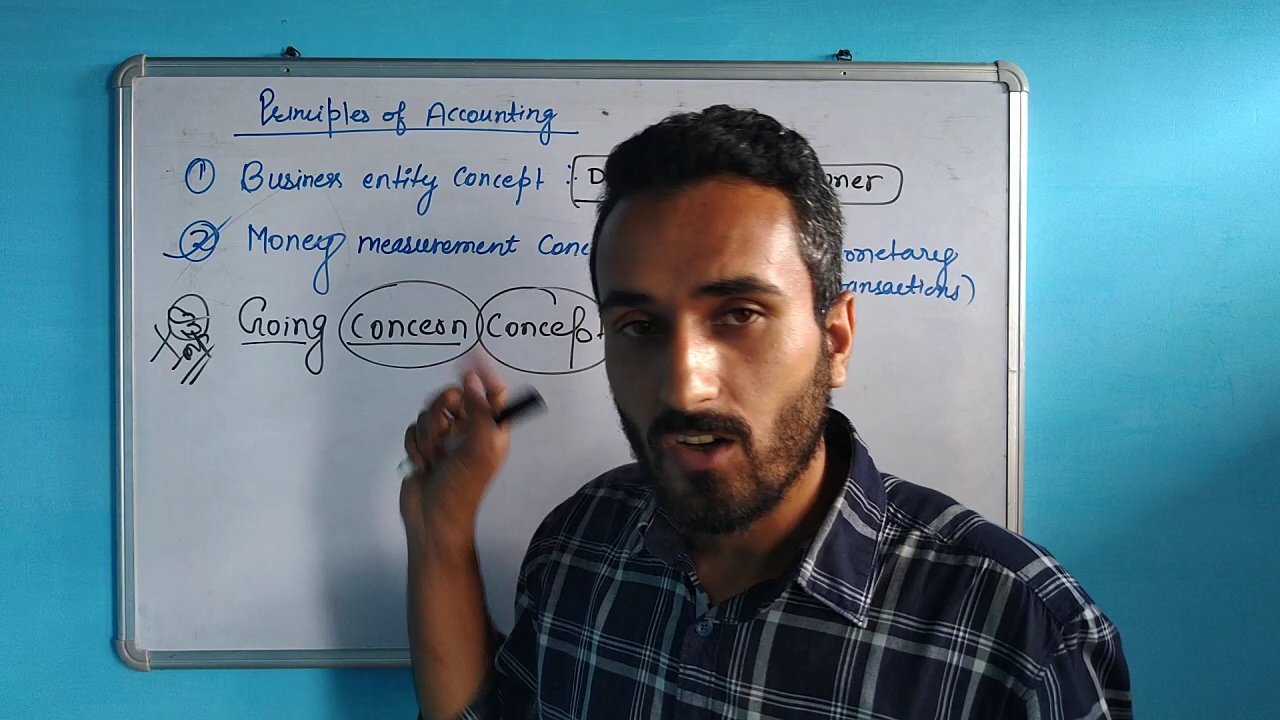 Principles of Accounting
① Business entity Concept : D ner
② Money measurement Conc onetary
ansactions)
Going Concern Concept